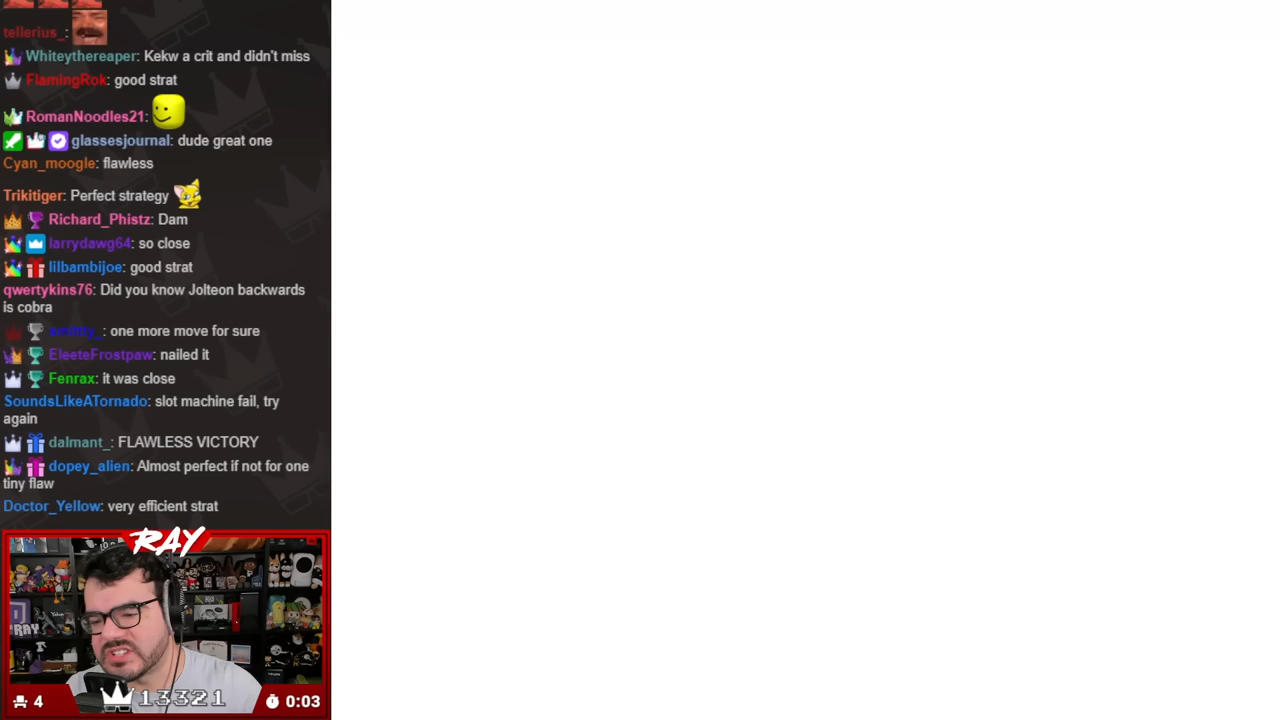 tellerius_:
Whiteythereaper: Kekw a crit and didn't miss
FlamingRok: good strat
RomanNoodles21:
glassesjournal: dude great one
Cyan_moogle: flawless
Trikitiger: Perfect strategy
Richard_Phistz: Dam
larrydawg64: so close
lilbambijoe: good strat
qwertykins76: Did you know Jolteon backwards
is cobra
: one more move for sure
EleeteFrostpaw: nailed it
Fenrax: it was close
SoundsLikeATornado: slot machine fail, try
again
dalmant_: FLAWLESS VICTORY
dopey_alien: Almost perfect if not for one
tiny flaw
Doctor_Yellow: very efficient strat
RAY
4
13321
0:03